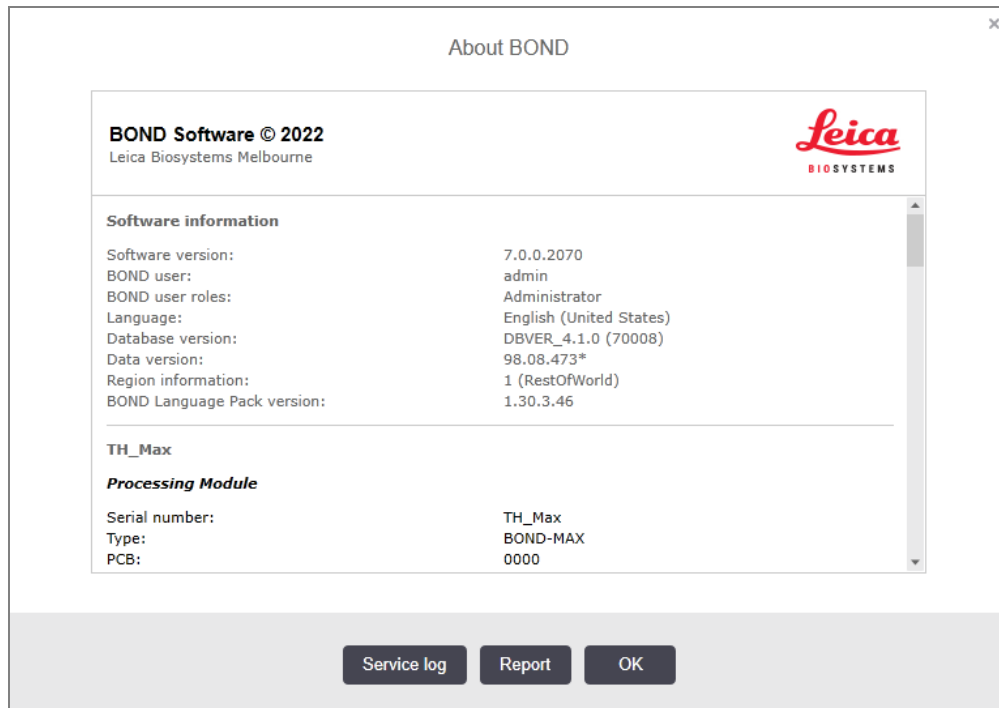 About BOND
BOND Software © 2022
Leica Biosystems Melbourne
Leica
BIOSYSTEMS
Software information
Software version: 7.0.0.2070
BOND user: admin
BOND user roles: Administrator
Language: English (United States)
Database version: DBVER_4.1.0 (70008)
Data version: 98.08.473*
Region information: 1 (RestOfWorld)
BOND Language Pack version: 1.30.3.46
TH_Max
Processing Module
Serial number: TH_Max
Type: BOND-MAX
PCB: 0000
Service log Report OK